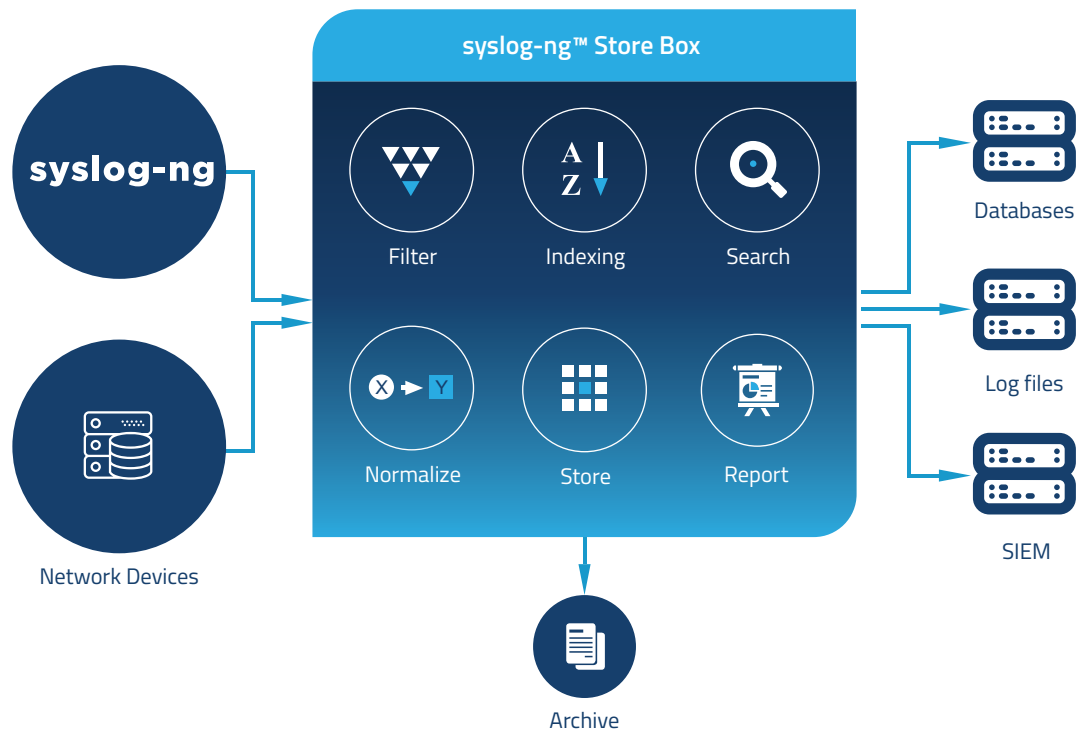 syslog-ng™ Store Box
syslog-ng
A
Z
Filter
Indexing
Search
Databases
X
Y
Log files
Normalize
Store
Report
SIEM
Network Devices
Archive